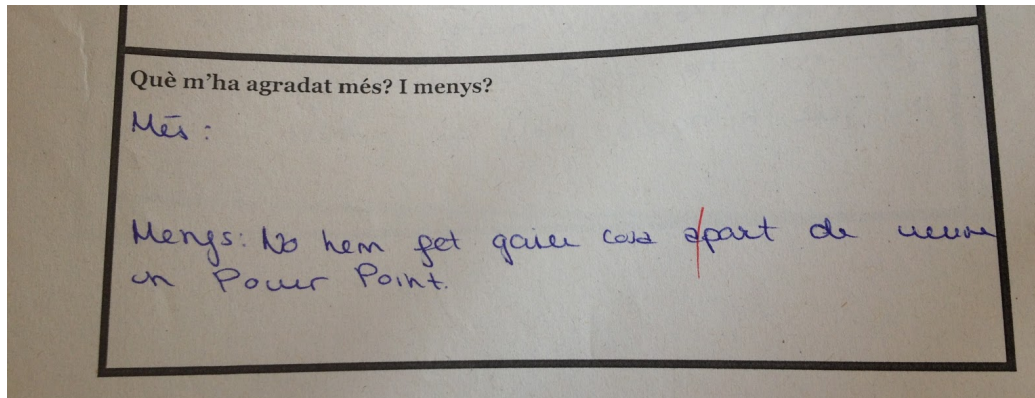 Què m'ha agradat més? I menys?
Més:
Menys: No hem fet gaire cosa apart de veure
un Power Point.